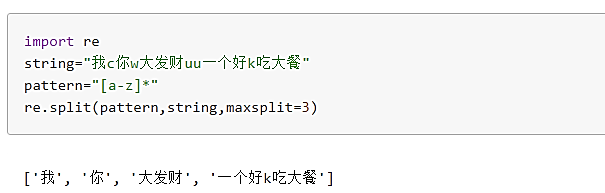 import re
string="我c你w大发财uu一个好k吃大餐"
pattern="[a-z]*"
re.split(pattern,string,maxsplit=3)
['我', '你', '大发财', '一个好k吃大餐']